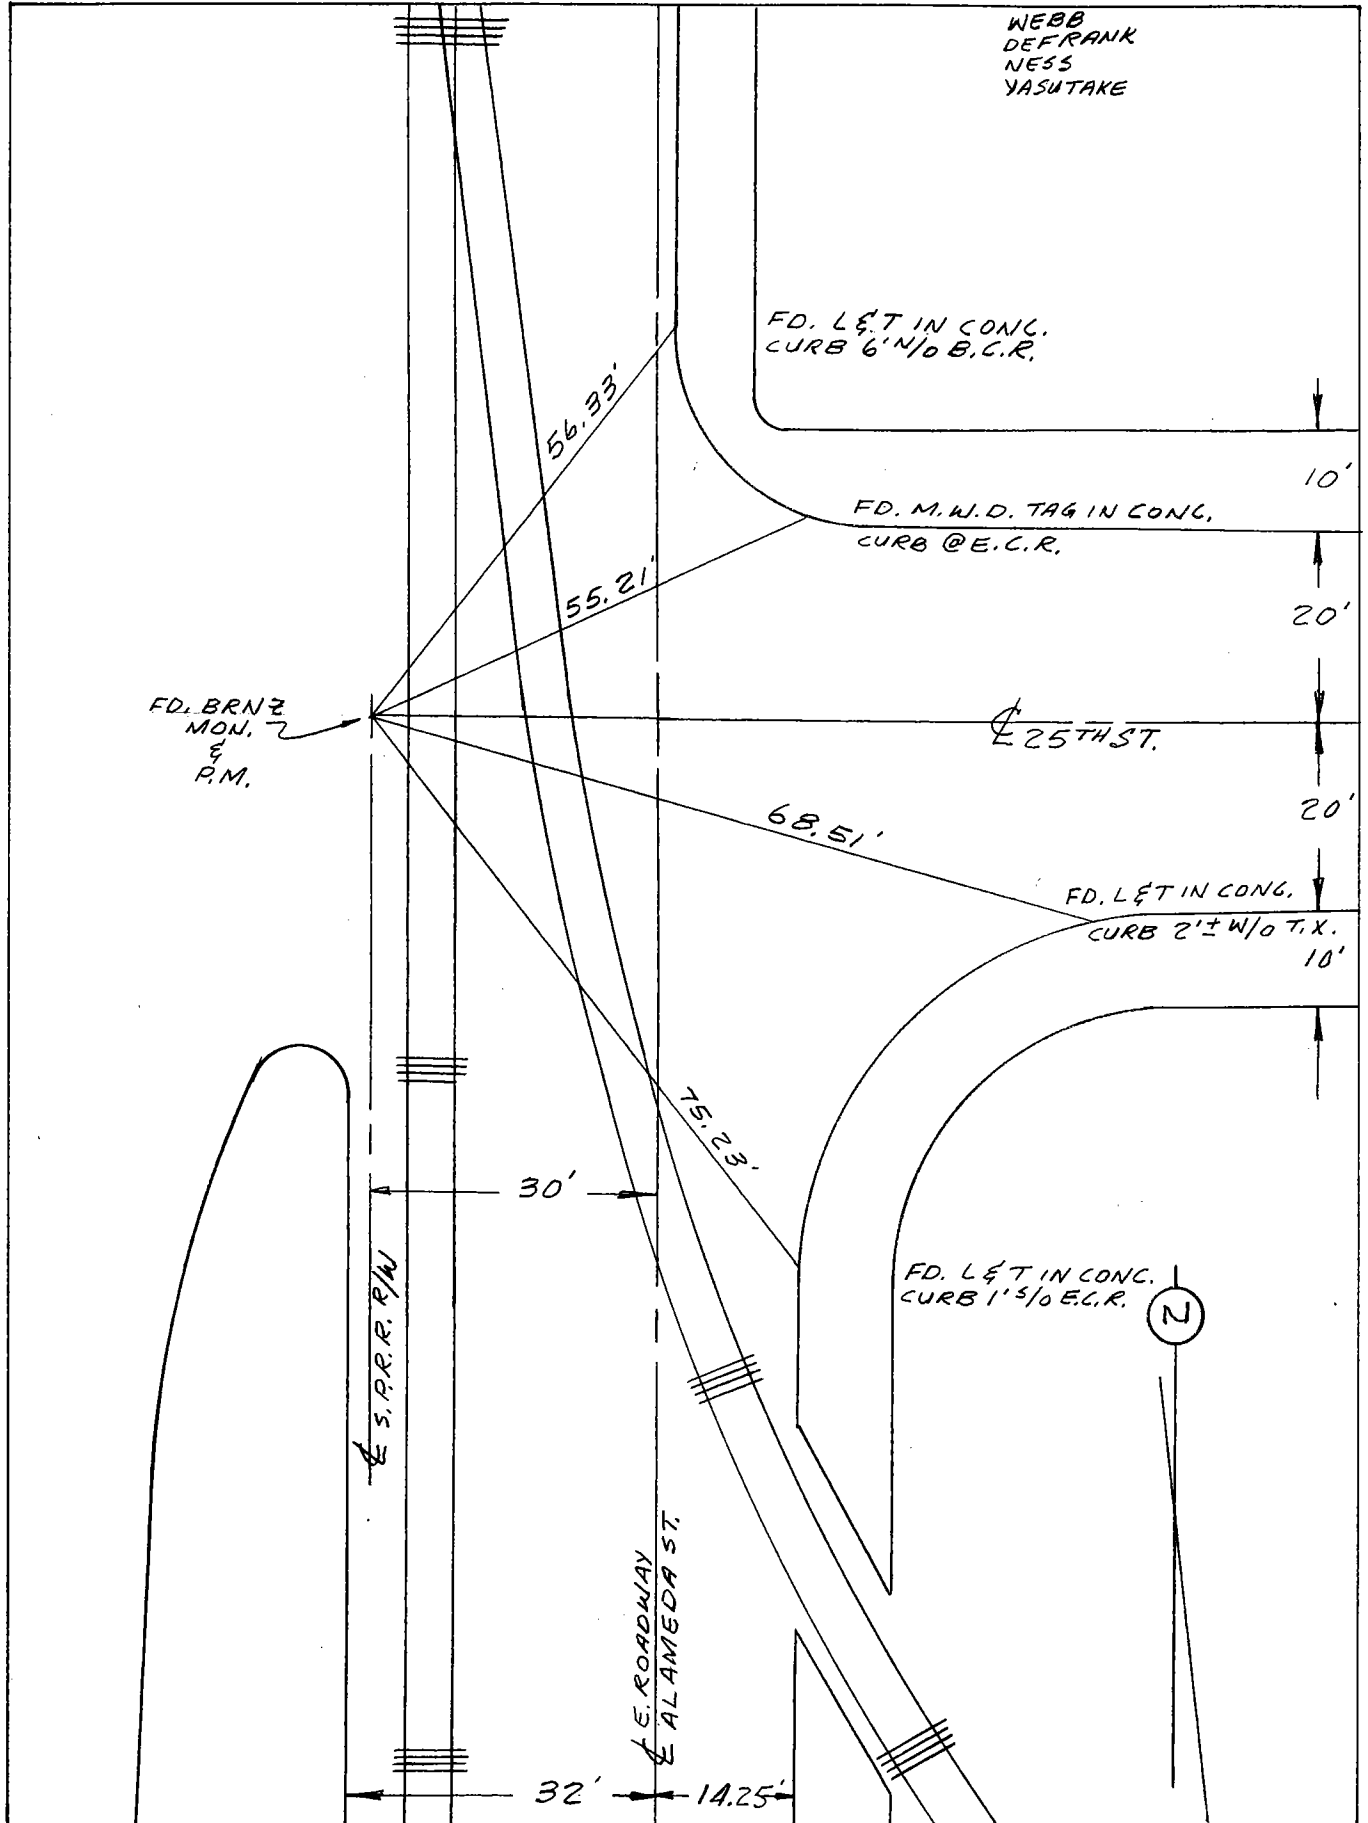 WEBB
DEFRANK
NESS
YASUTAKE
FD. L&T IN CONC.
CURB 6' N/O B.C.R.
56.33'
10'
FD. M.W.D. TAG IN CONC.
CURB @ E.C.R.
55.21'
20'
FD. BRNZ
MON.
&
P.M.
℄ 25TH ST.
20'
68.51'
FD. L&T IN CONC.
CURB 2'± W/O T.X.
10'
75.23'
30'
FD. L&T IN CONC.
CURB 1' S/O E.C.R.
N
℄ S.P.R.R. R/W
℄ E. ROADWAY
℄ ALAMEDA ST.
32'
14.25'